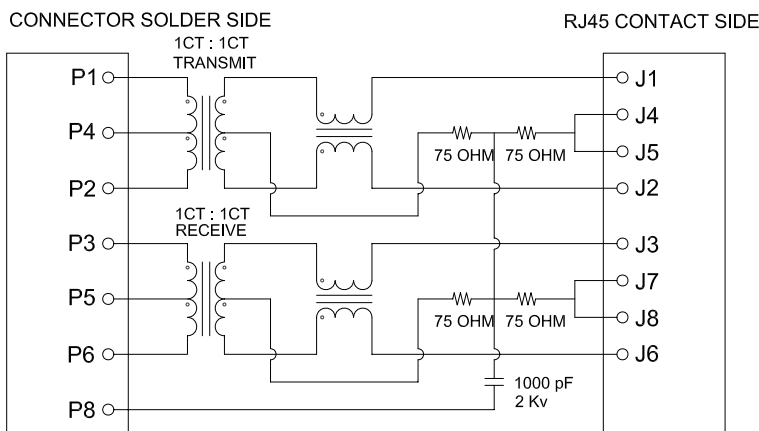 CONNECTOR SOLDER SIDE
RJ45 CONTACT SIDE
1CT : 1CT
TRANSMIT
P1
J1
J4
P4
75 OHM 75 OHM
J5
P2
J2
1CT : 1CT
RECEIVE
P3
J3
J7
P5
75 OHM 75 OHM
J8
P6
J6
1000 pF
2 Kv
P8